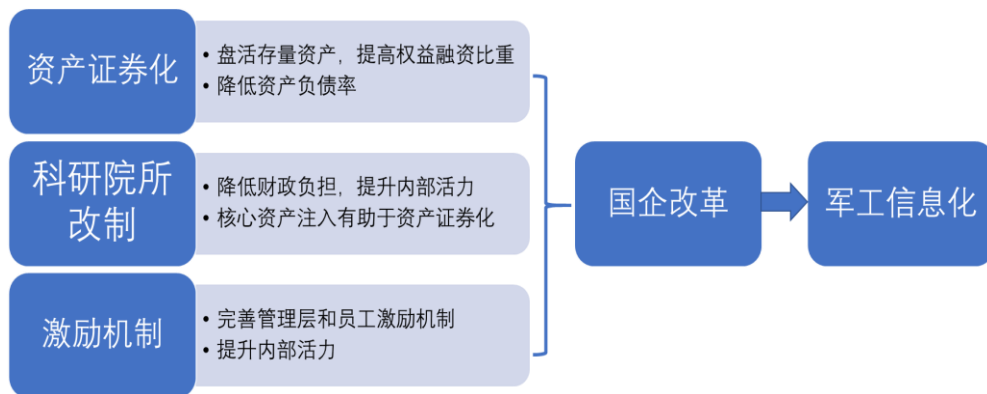 资产证券化
• 盘活存量资产，提高权益融资比重
• 降低资产负债率
科研院所
改制
• 降低财政负担，提升内部活力
• 核心资产注入有助于资产证券化
激励机制
• 完善管理层和员工激励机制
• 提升内部活力
国企改革
军工信息化